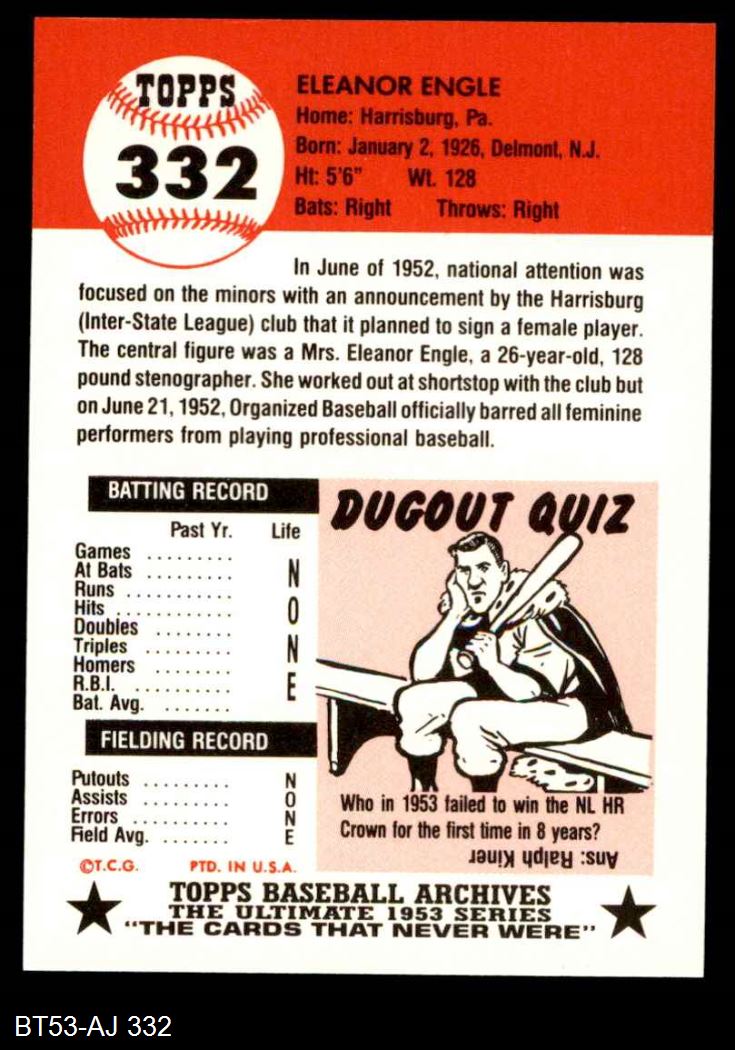 TOPPS
332
ELEANOR ENGLE
Home: Harrisburg, Pa.
Born: January 2, 1926, Delmont, N.J.
Ht: 5'6" Wt. 128
Bats: Right Throws: Right
In June of 1952, national attention was
focused on the minors with an announcement by the Harrisburg
(Inter-State League) club that it planned to sign a female player.
The central figure was a Mrs. Eleanor Engle, a 26-year-old, 128
pound stenographer. She worked out at shortstop with the club but
on June 21, 1952, Organized Baseball officially barred all feminine
performers from playing professional baseball.
BATTING RECORD
Past Yr. Life
Games .........
At Bats .........
Runs ...........
Hits ............
Doubles ........
Triples .........
Homers ........
R.B.I. ..........
Bat. Avg. .......
N
O
N
E
FIELDING RECORD
Putouts ......... N
Assists ......... O
Errors .......... N
Field Avg. ....... E
DUGOUT QUIZ
Who in 1953 failed to win the NL HR
Crown for the first time in 8 years?
Ans: Ralph Kiner
©T.C.G. PTD. IN U.S.A.
TOPPS BASEBALL ARCHIVES
THE ULTIMATE 1953 SERIES
"THE CARDS THAT NEVER WERE"
BT53-AJ 332